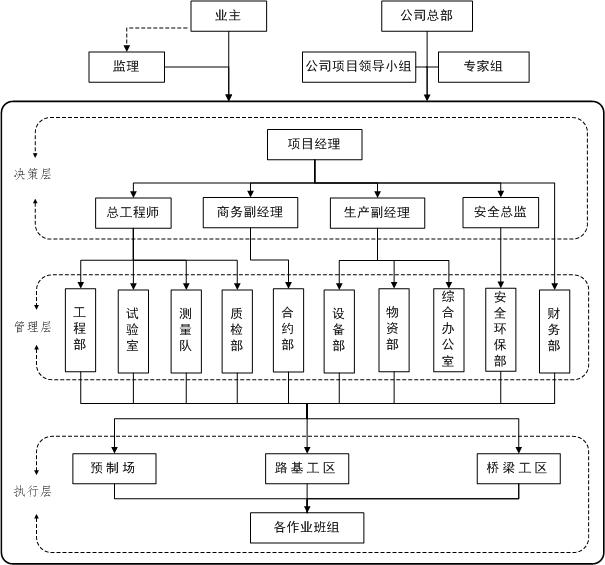 业主
公司总部
监理
公司项目领导小组
专家组
项目经理
决策层
总工程师
商务副经理
生产副经理
安全总监
管理层
工程部
试验室
测量队
质检部
合约部
设备部
物资部
综合办公室
安全环保部
财务部
预制场
路基工区
桥梁工区
执行层
各作业班组